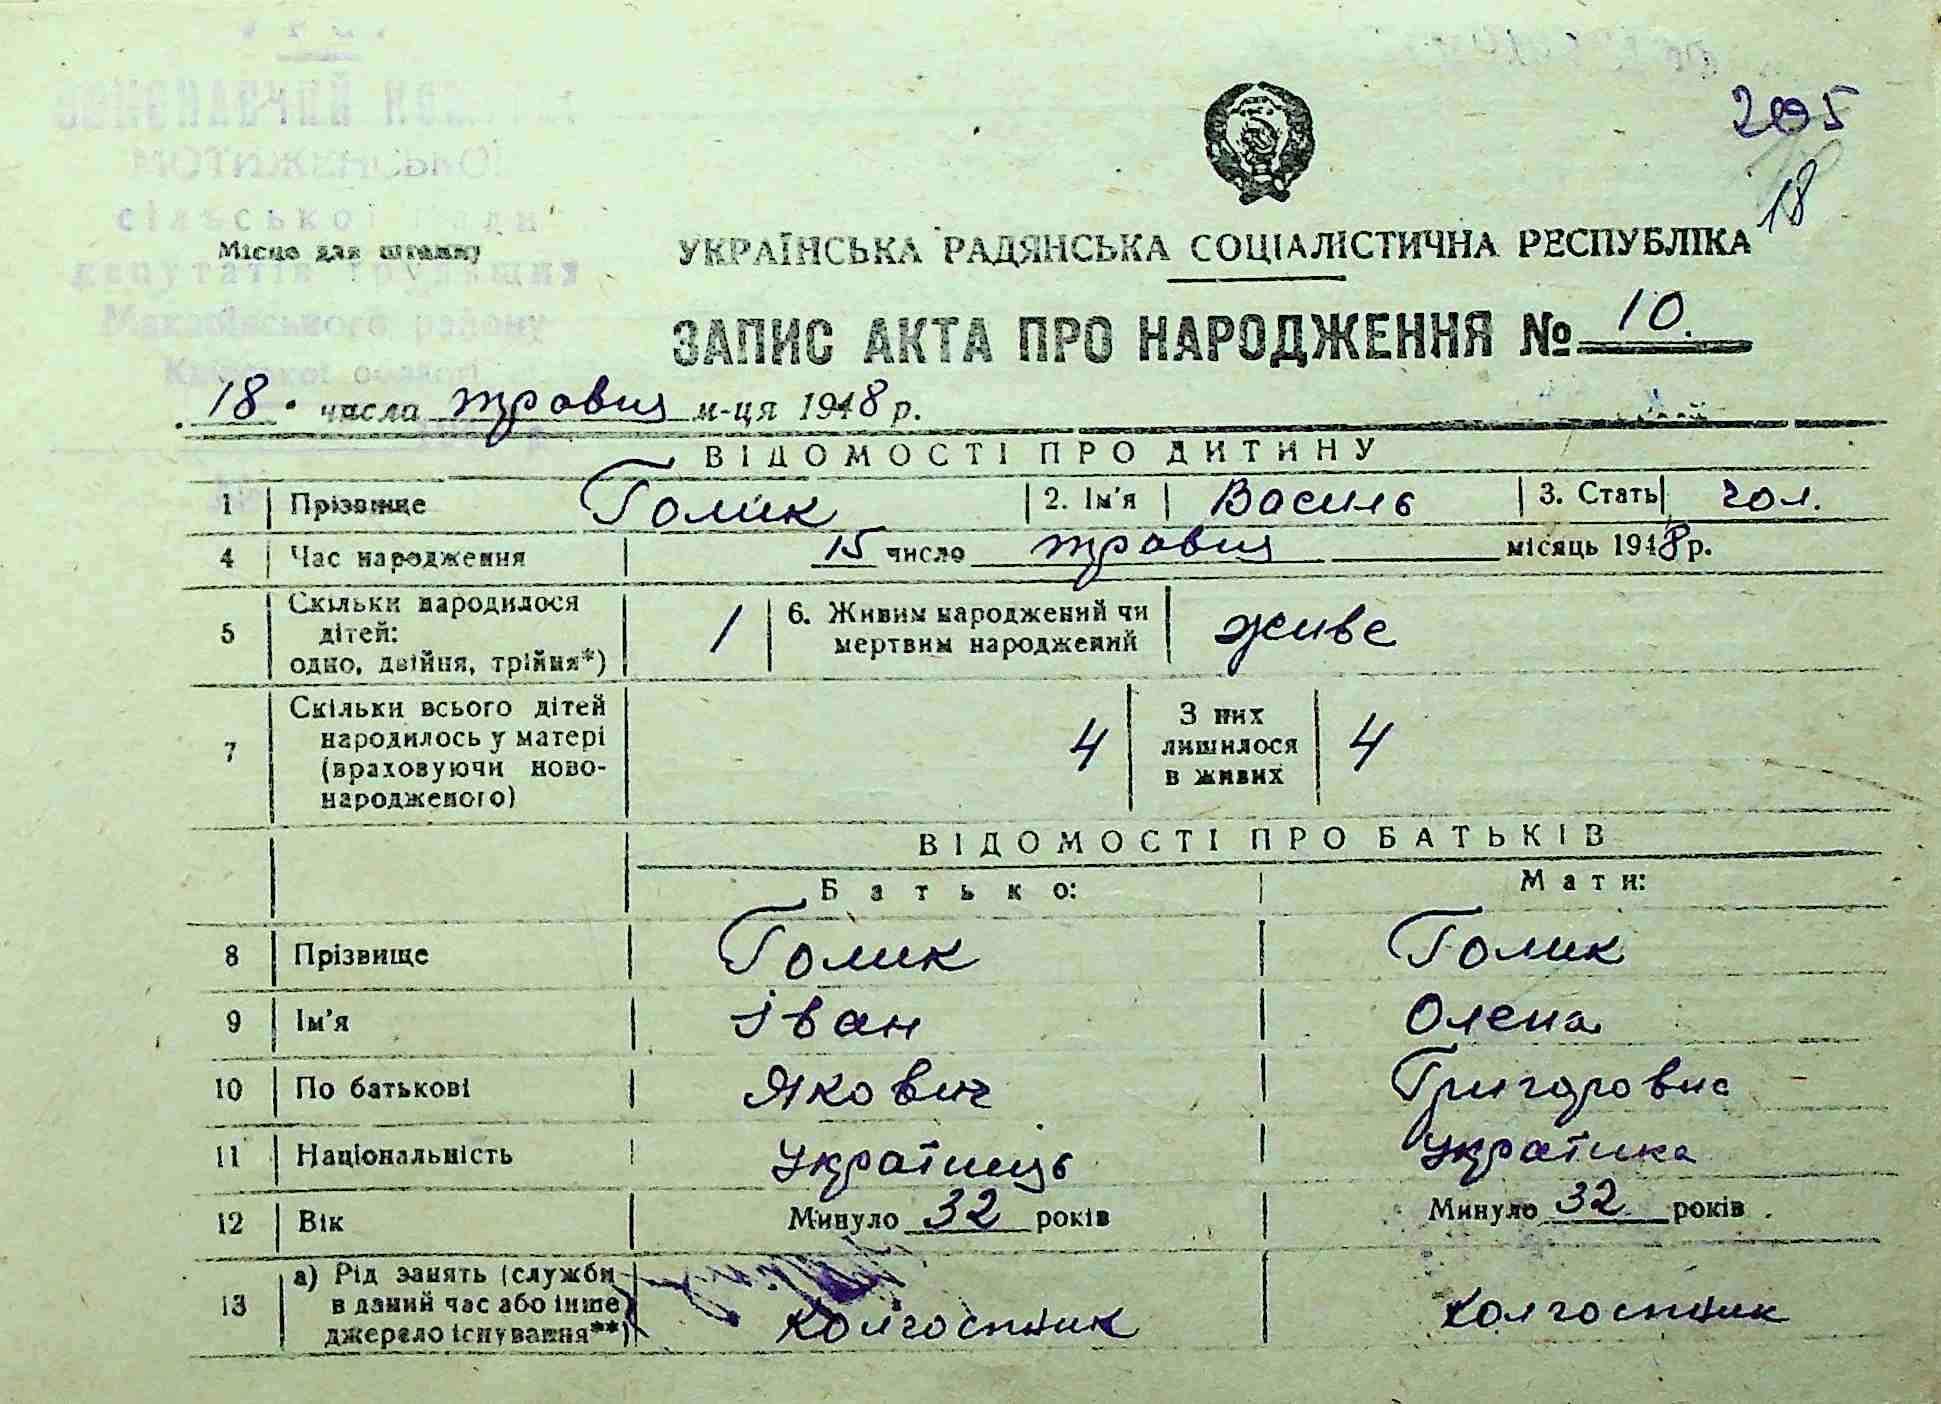 205
18
ВИКОНАВЧИЙ
МОТИЖЕНСЬКОЇ
сільської Ради
депутатів трудящих
Макарівського району
Київської області
Місце для штампу
УКРАЇНСЬКА РАДЯНСЬКА СОЦІАЛІСТИЧНА РЕСПУБЛІКА
ЗАПИС АКТА ПРО НАРОДЖЕННЯ № 10.
18. числа травня м-ця 1948 р.
ВІДОМОСТІ ПРО ДИТИНУ
1 Прізвище Голик 2. Ім'я Василь 3. Стать чол.
4 Час народження 15 число травня місяць 1948 р.
5 Скільки народилося дітей: одно, двійня, трійня*) 1 6. Живим народжений чи мертвим народжений живе
7 Скільки всього дітей народилось у матері (враховуючи ново-народженого) 4 З них лишилося в живих 4
ВІДОМОСТІ ПРО БАТЬКІВ
Батько: Мати:
8 Прізвище Голик Голик
9 Ім'я Іван Олена
10 По батькові Якович Григоровна
11 Національність Українець Українка
12 Вік Минуло 32 років Минуло 32 років
13 а) Рід занять (служби в даний час або інше джерело існування**) колгоспник колгоспник